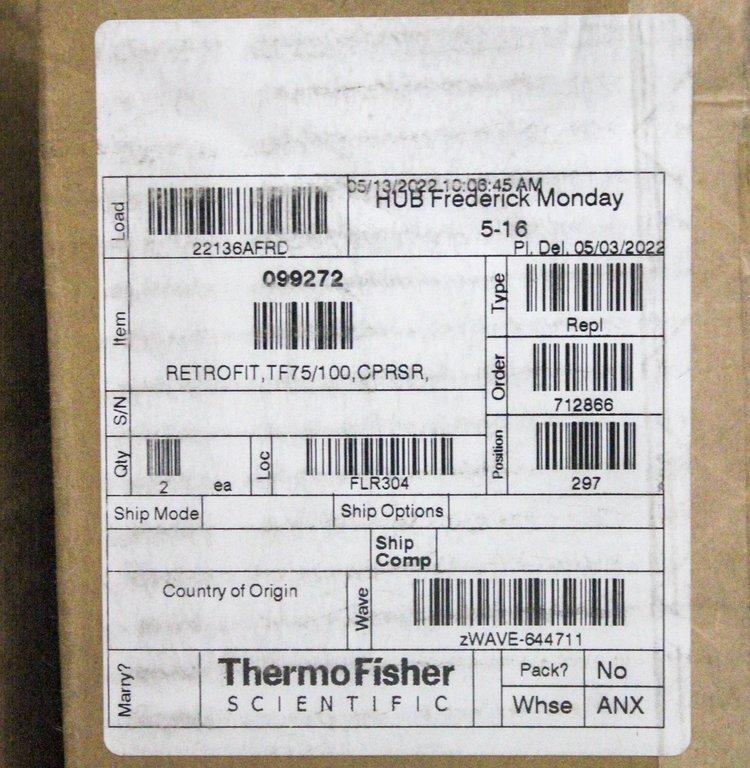 05/13/2022 10:06:45 AM
Load
HUB Frederick Monday
5-16
22136AFRD
Pl. Del. 05/03/2022
099272
Type
Item
Repl
RETROFIT,TF75/100,CPRSR,
Order
S/N
712866
Qty
2 ea
Loc
FLR304
Position
297
Ship Mode
Ship Options
Ship
Comp
Country of Origin
Wave
zWAVE-644711
Marry?
ThermoFisher
SCIENTIFIC
Pack? No
Whse ANX